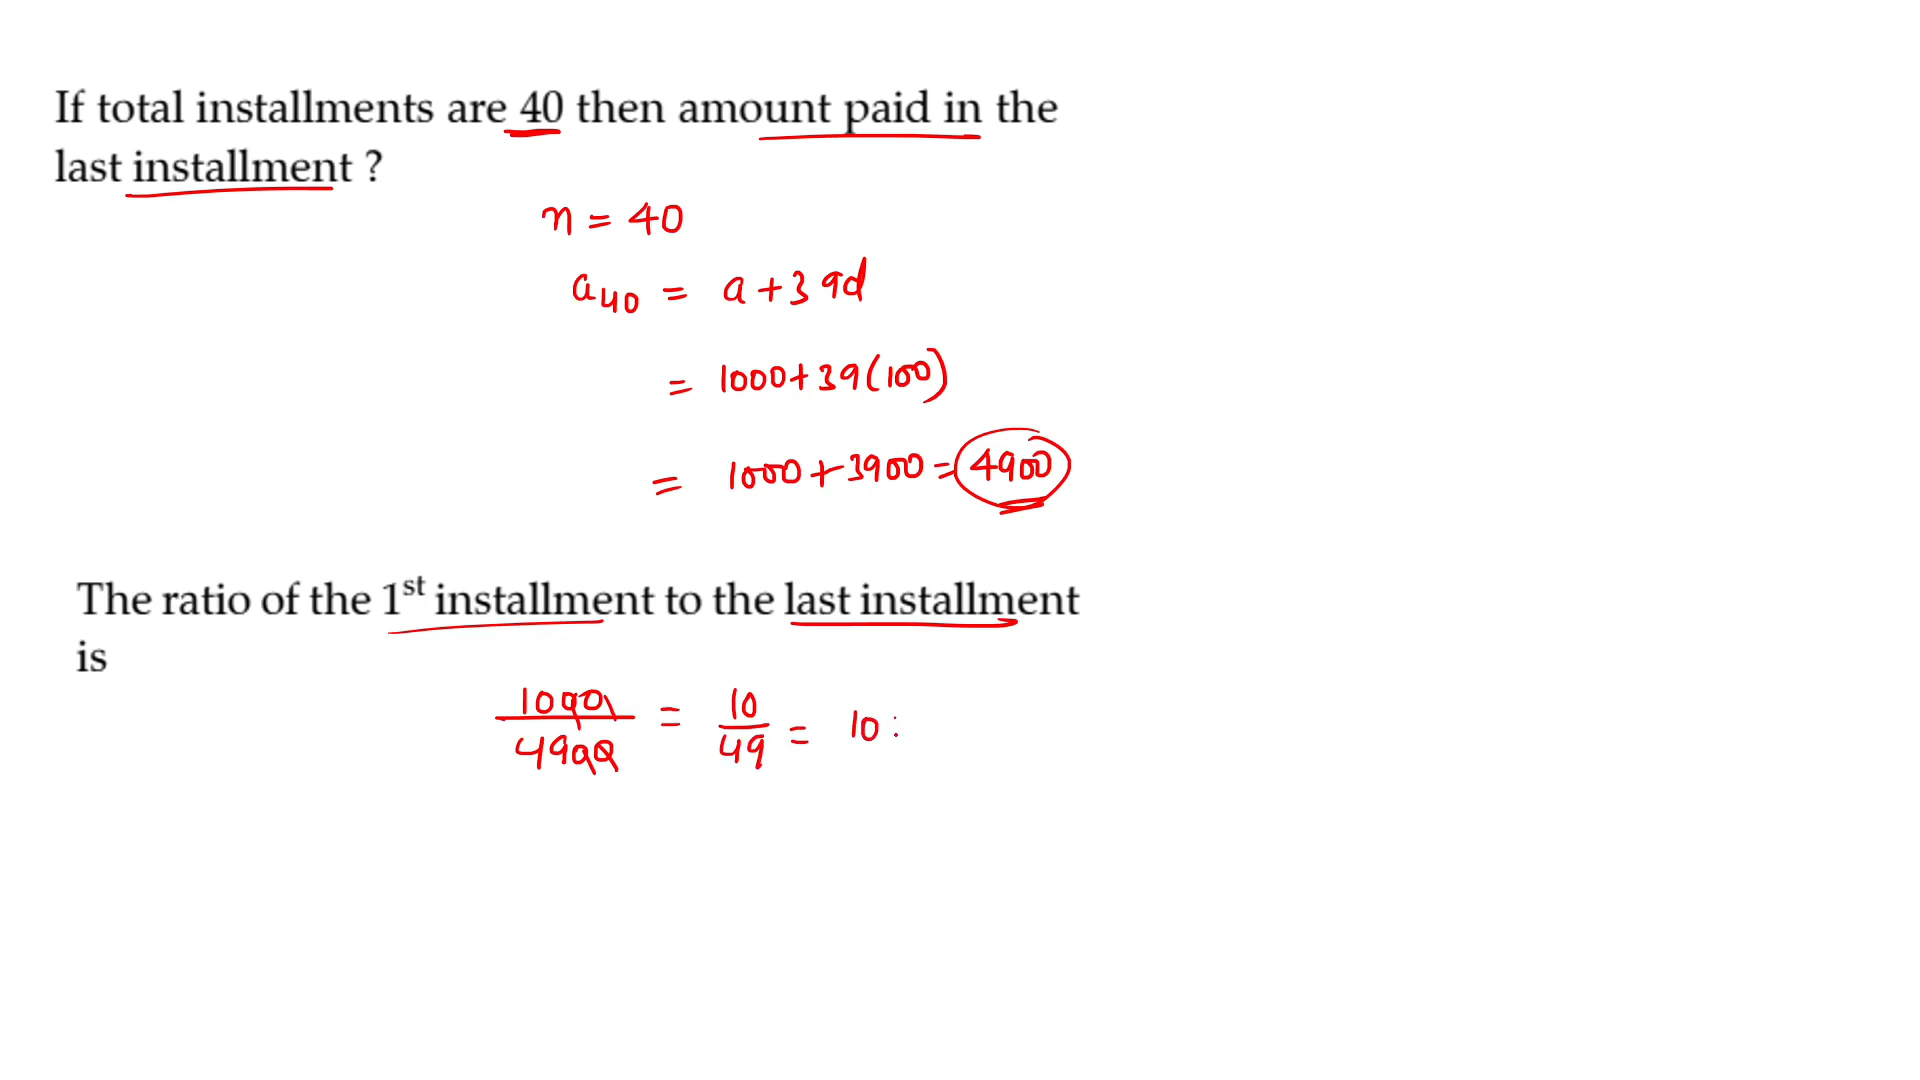 If total installments are 40 then amount paid in the
last installment ?
n = 40
a40 = a + 39d
= 1000 + 39(100)
= 1000 + 3900 = 4900
The ratio of the 1st installment to the last installment
is
1000/4900 = 10/49 = 10 :